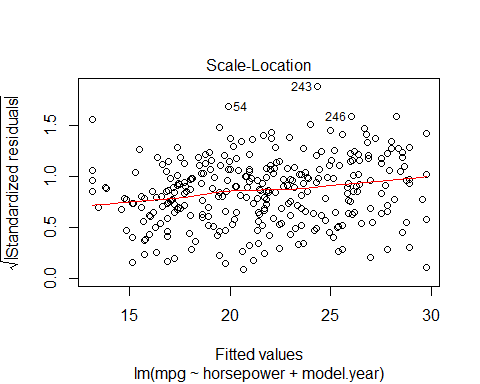 Scale-Location
√|Standardized residuals|
0.0 0.5 1.0 1.5
243
54
246
15 20 25 30
Fitted values
lm(mpg ~ horsepower + model.year)